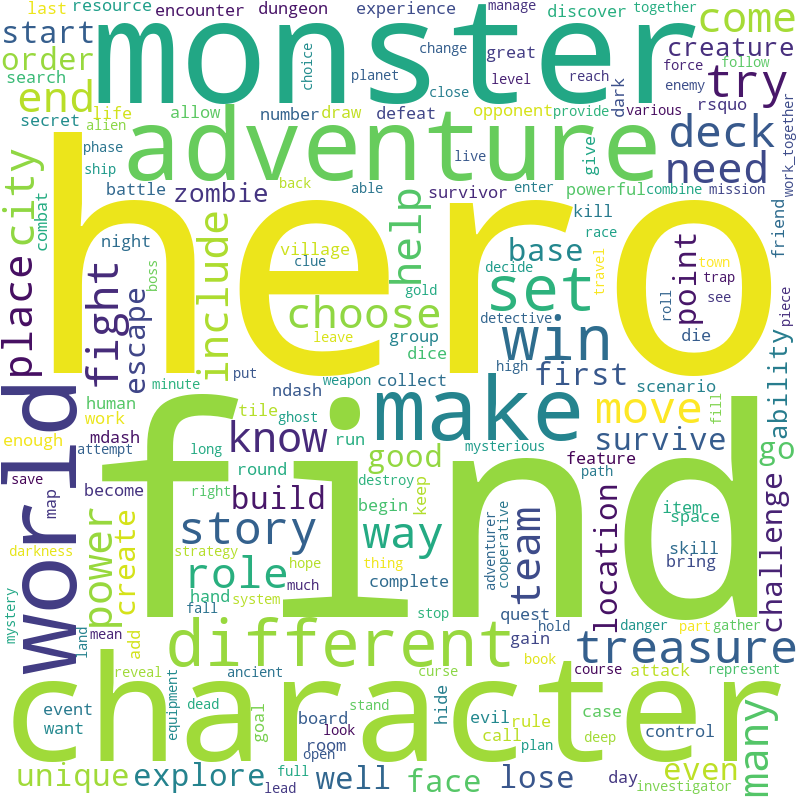 last
resource
encounter
dungeon
experience
manage
discover
together
come
start
monster
great
change
choice
planet
close
level
reach
creature
force
follow
order
search
secret
end
life
alien
allow
number
draw
defeat
opponent
provide
dark
various
enemy
try
rsquo
work_together
phase
ship
adventure
live
give
deck
need
city
combat
battle
zombie
back
able
survivor
enter
powerful
combine
mission
night
hero
help
kill
race
friend
boss
include
village
clue
base
decide
travel
town
trap
see
place
fight
escape
gold
set
point
roll
piece
choose
detective
die
world
leave
group
dice
win
high
first
scenario
ability
minute
put
ndash
weapon
collect
human
work
make
move
fill
enough
mdash
tile
ghost
know
run
good
mysterious
survive
go
attempt
long
round
right
destroy
feature
path
save
map
become
build
begin
keep
find
location
item
space
challenge
power
create
story
way
adventurer
cooperative
team
skill
bring
darkness
strategy
hope
thing
role
much
complete
hand
system
fall
stop
quest
hold
danger
part
gather
mystery
land
mean
add
different
gain
book
treasure
reveal
equipment
ancient
curse
course
attack
represent
character
event
want
dead
goal
board
look
stand
hide
evil
rule
call
plan
case
deep
control
many
room
open
unique
explore
full
lead
well
face
lose
day
even
investigator